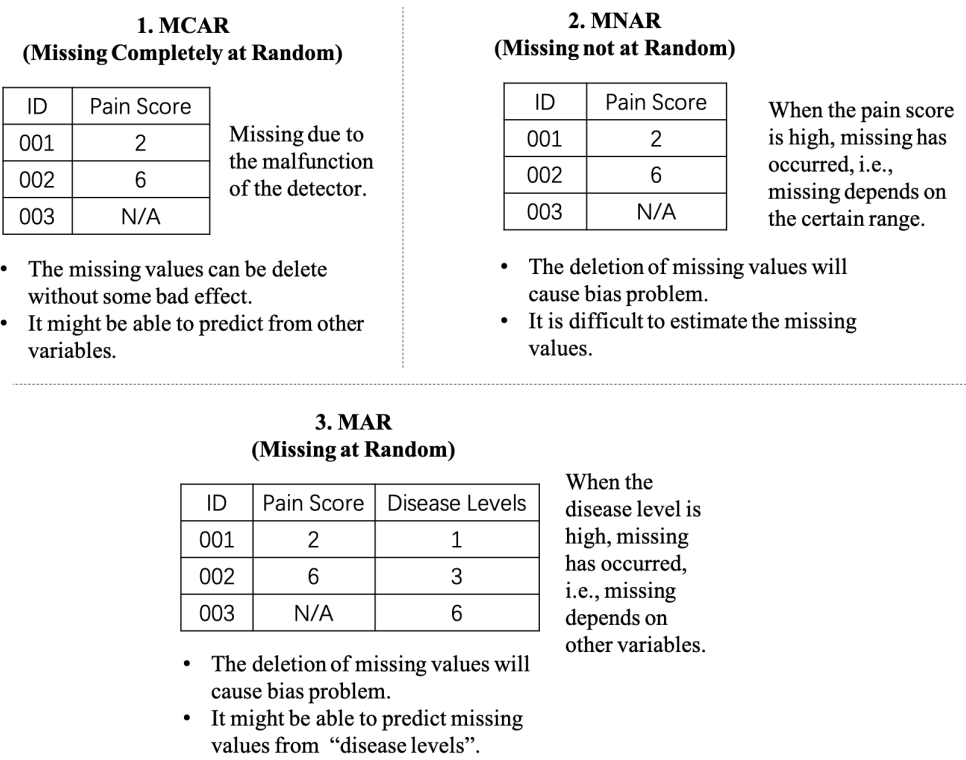 1. MCAR
(Missing Completely at Random)
ID Pain Score
001 2
002 6
003 N/A
Missing due to
the malfunction
of the detector.
• The missing values can be delete
without some bad effect.
• It might be able to predict from other
variables.
2. MNAR
(Missing not at Random)
ID Pain Score
001 2
002 6
003 N/A
When the pain score
is high, missing has
occurred, i.e.,
missing depends on
the certain range.
• The deletion of missing values will
cause bias problem.
• It is difficult to estimate the missing
values.
3. MAR
(Missing at Random)
ID Pain Score Disease Levels
001 2 1
002 6 3
003 N/A 6
When the
disease level is
high, missing
has occurred,
i.e., missing
depends on
other variables.
• The deletion of missing values will
cause bias problem.
• It might be able to predict missing
values from “disease levels”.